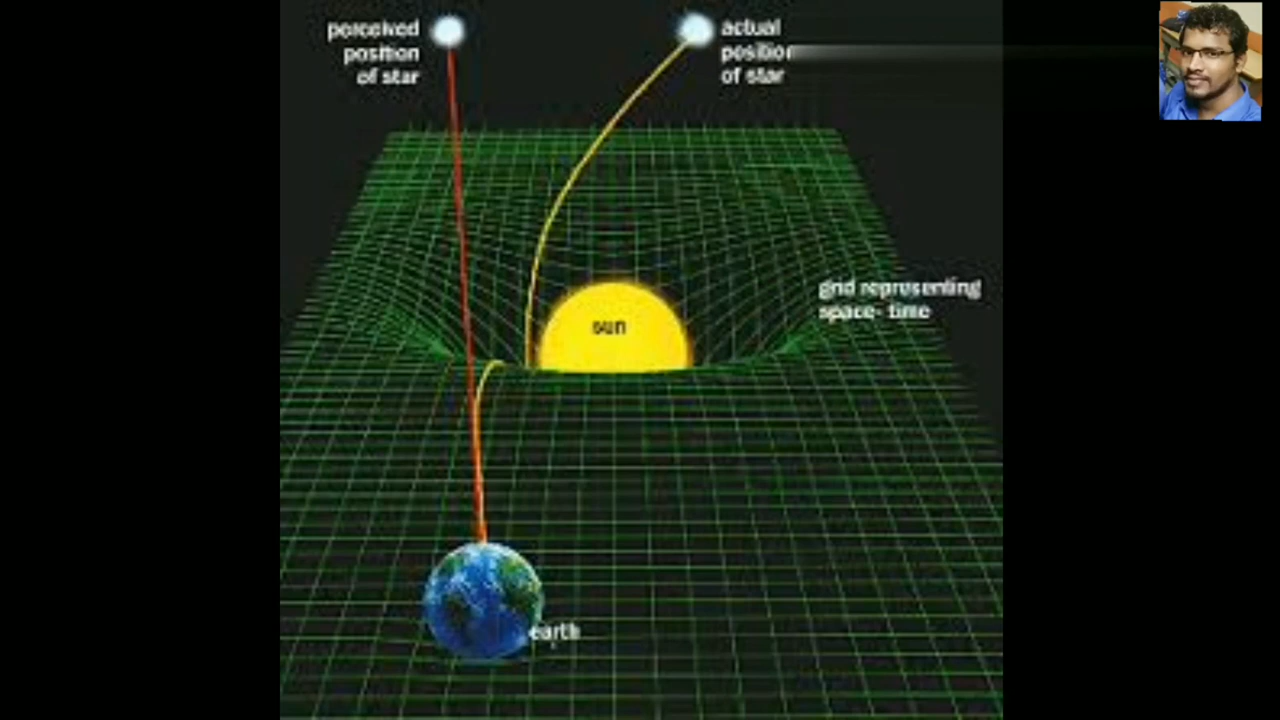 perceived
position
of star
actual
position
of star
grid representing
space- time
sun
earth